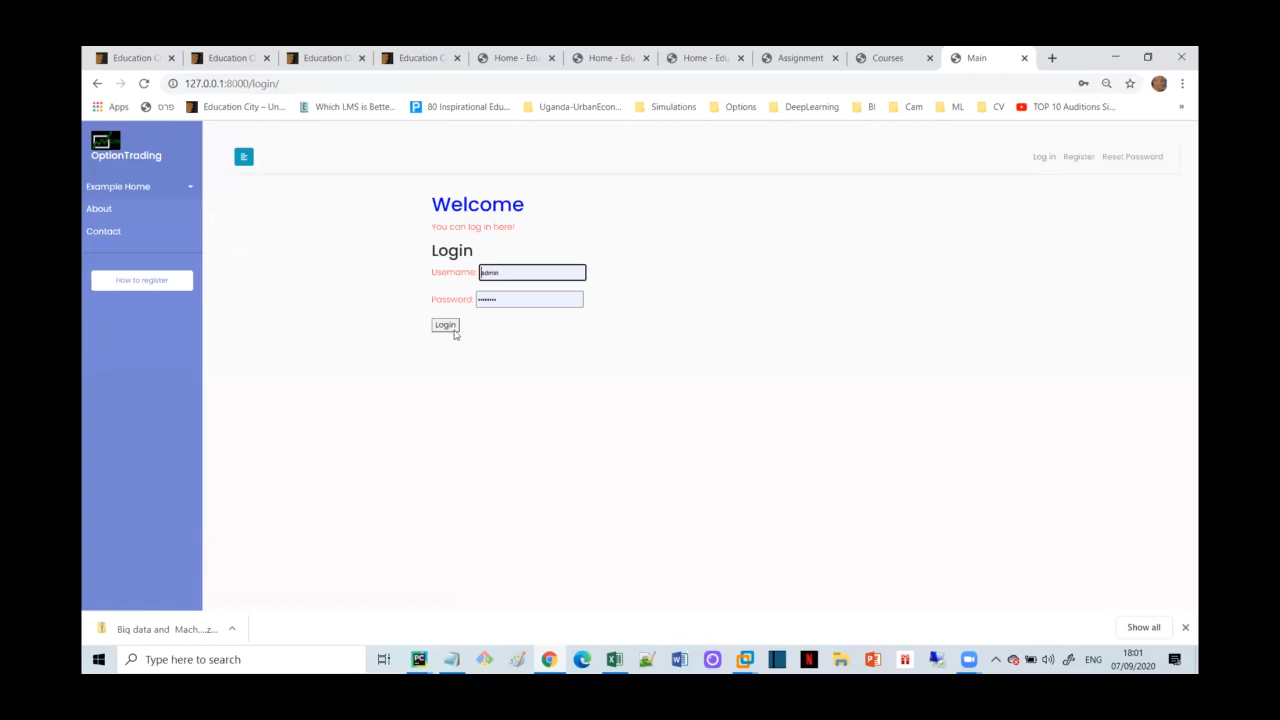 Education C
Education C
Education C
Education C
Home - Edu
Home - Edu
Home - Edu
Assignment
Courses
Main
127.0.0.1:8000/login/
Apps
פרס
Education City – Un...
Which LMS is Bette...
80 Inspirational Edu...
Uganda-UrbanEcon...
Simulations
Options
DeepLearning
BI
Cam
ML
CV
TOP 10 Auditions Si...
»
OptionTrading
Log in Register Reset Password
Example Home
About
Contact
How to register
Welcome
You can log in here!
Login
Username: admin
Password: ••••••••
Login
Big data and Mach....z...
Show all
Type here to search
ENG
18:01
07/09/2020